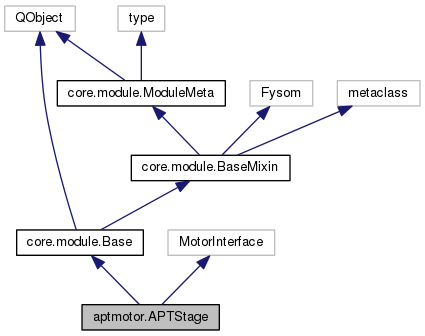 QObject
type
core.module.ModuleMeta
Fysom
metaclass
core.module.BaseMixin
core.module.Base
MotorInterface
aptmotor.APTStage